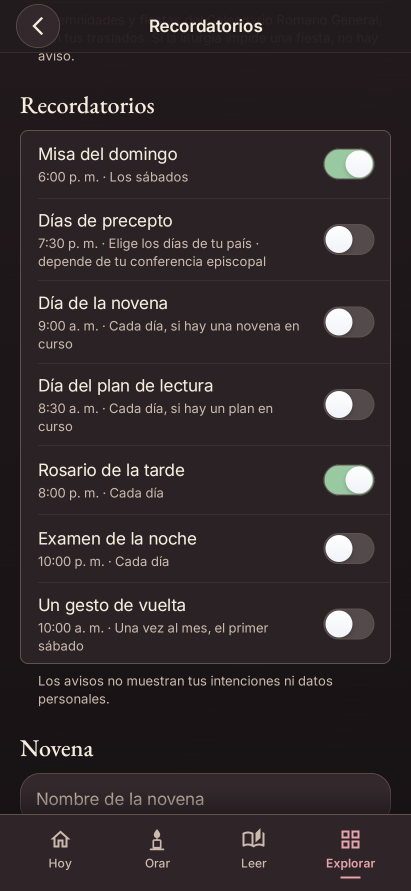 Recordatorios
aviso.
Recordatorios
Misa del domingo
6:00 p. m. · Los sábados
Días de precepto
7:30 p. m. · Elige los días de tu país ·
depende de tu conferencia episcopal
Día de la novena
9:00 a. m. · Cada día, si hay una novena en
curso
Día del plan de lectura
8:30 a. m. · Cada día, si hay un plan en
curso
Rosario de la tarde
8:00 p. m. · Cada día
Examen de la noche
10:00 p. m. · Cada día
Un gesto de vuelta
10:00 a. m. · Una vez al mes, el primer
sábado
Los avisos no muestran tus intenciones ni datos
personales.
Novena
Nombre de la novena
Hoy
Orar
Leer
Explorar